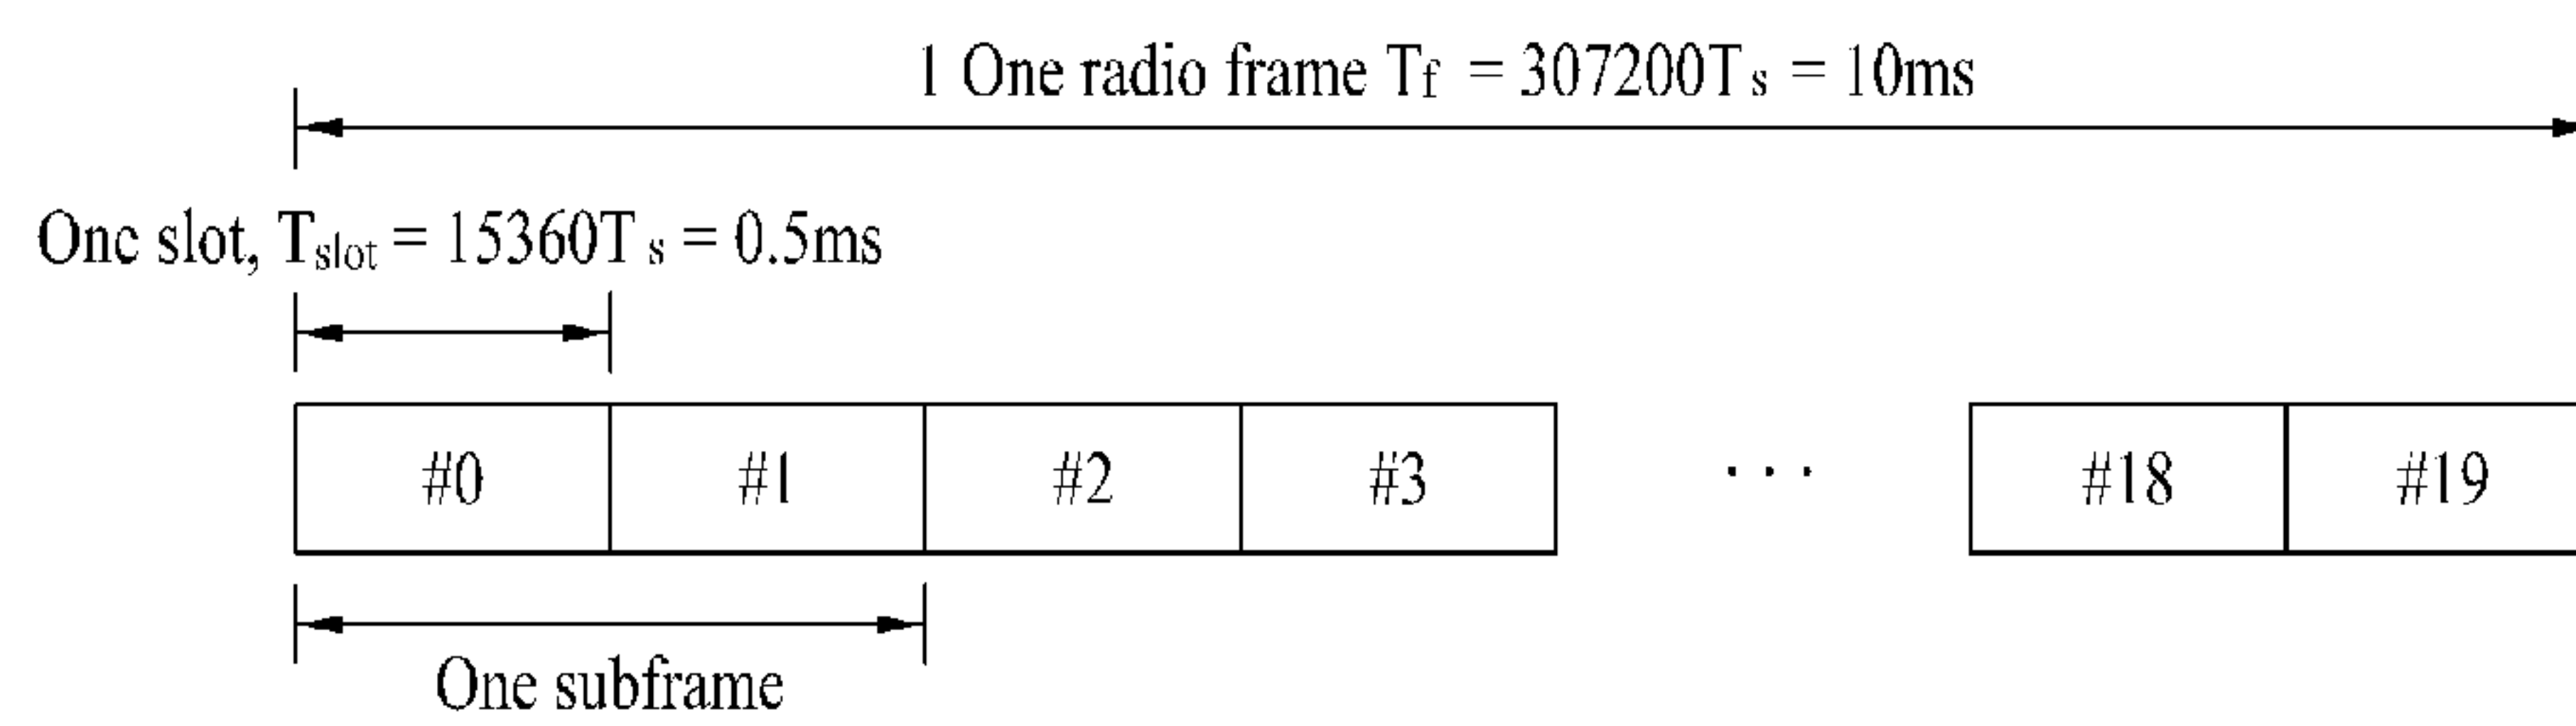 1 One radio frame Tf = 307200Ts = 10ms
One slot, Tslot = 15360Ts = 0.5ms
#0 #1 #2 #3 · · · #18 #19
One subframe